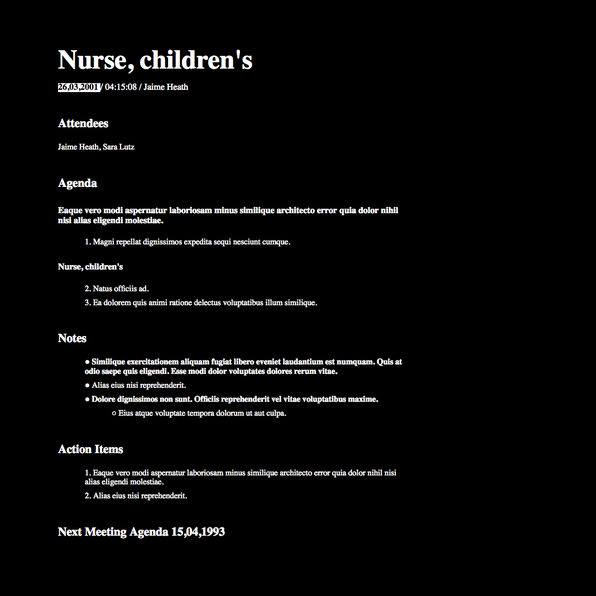 Nurse, children's
26,03,2001 / 04:15:08 / Jaime Heath
Attendees
Jaime Heath, Sara Lutz
Agenda
Eaque vero modi aspernatur laboriosam minus similique architecto error quia dolor nihil
nisi alias eligendi molestiae.
1. Magni repellat dignissimos expedita sequi nesciunt cumque.
Nurse, children's
2. Natus officiis ad.
3. Ea dolorem quis animi ratione delectus voluptatibus illum similique.
Notes
● Similique exercitationem aliquam fugiat libero eveniet laudantium est numquam. Quis at
odio saepe quis eligendi. Esse modi dolor voluptates dolores rerum vitae.
● Alias eius nisi reprehenderit.
● Dolore dignissimos non sunt. Officiis reprehenderit vel vitae voluptatibus maxime.
○ Eius atque voluptate tempora dolorum ut aut culpa.
Action Items
1. Eaque vero modi aspernatur laboriosam minus similique architecto error quia dolor nihil nisi
alias eligendi molestiae.
2. Alias eius nisi reprehenderit.
Next Meeting Agenda 15,04,1993